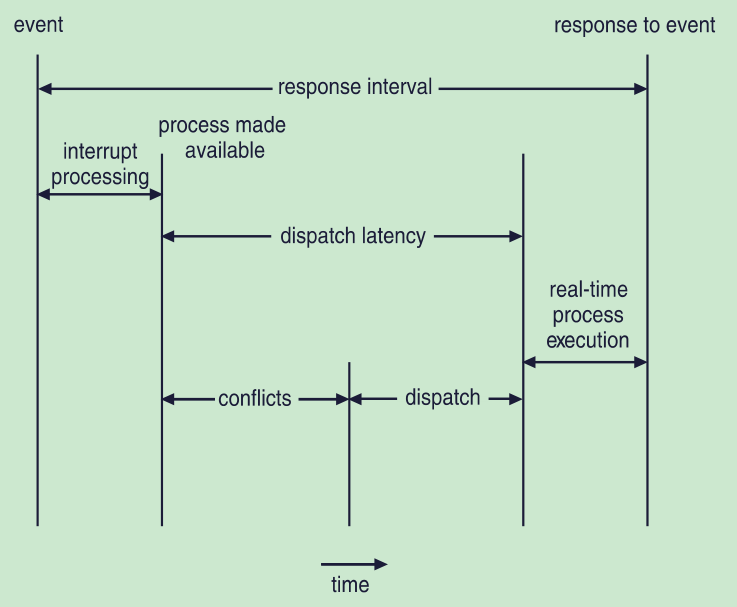 event
response to event
response interval
process made
available
interrupt
processing
dispatch latency
real-time
process
execution
conflicts
dispatch
time